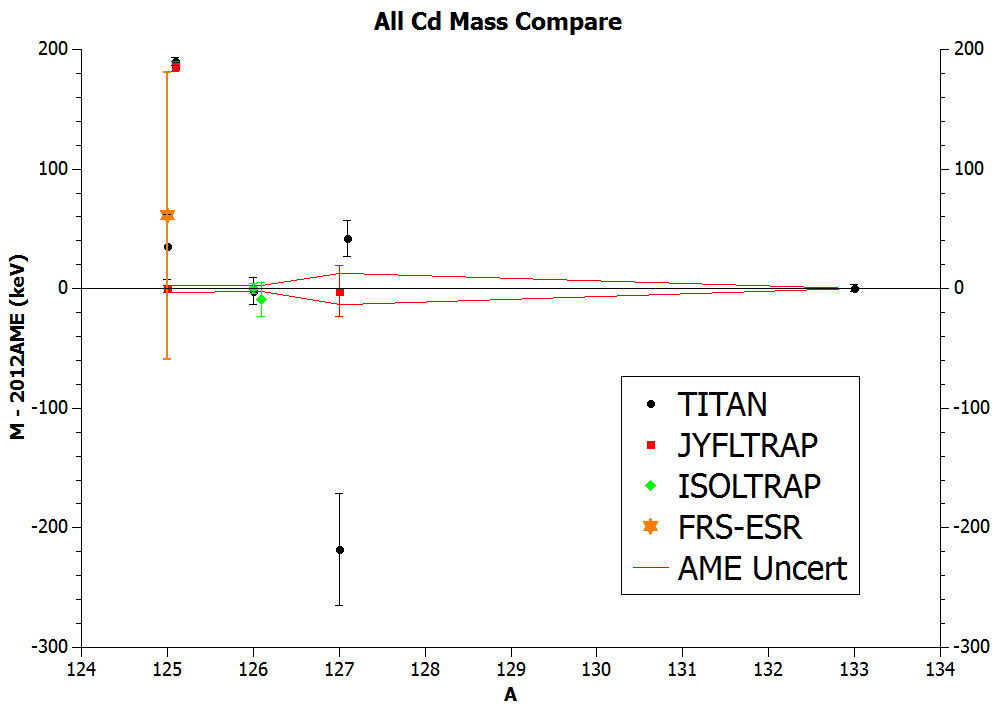 All Cd Mass Compare
200
200
100
100
0
0
-100
-100
-200
-200
-300
-300
M - 2012AME (keV)
TITAN
JYFLTRAP
ISOLTRAP
FRS-ESR
AME Uncert
124 125 126 127 128 129 130 131 132 133 134
A